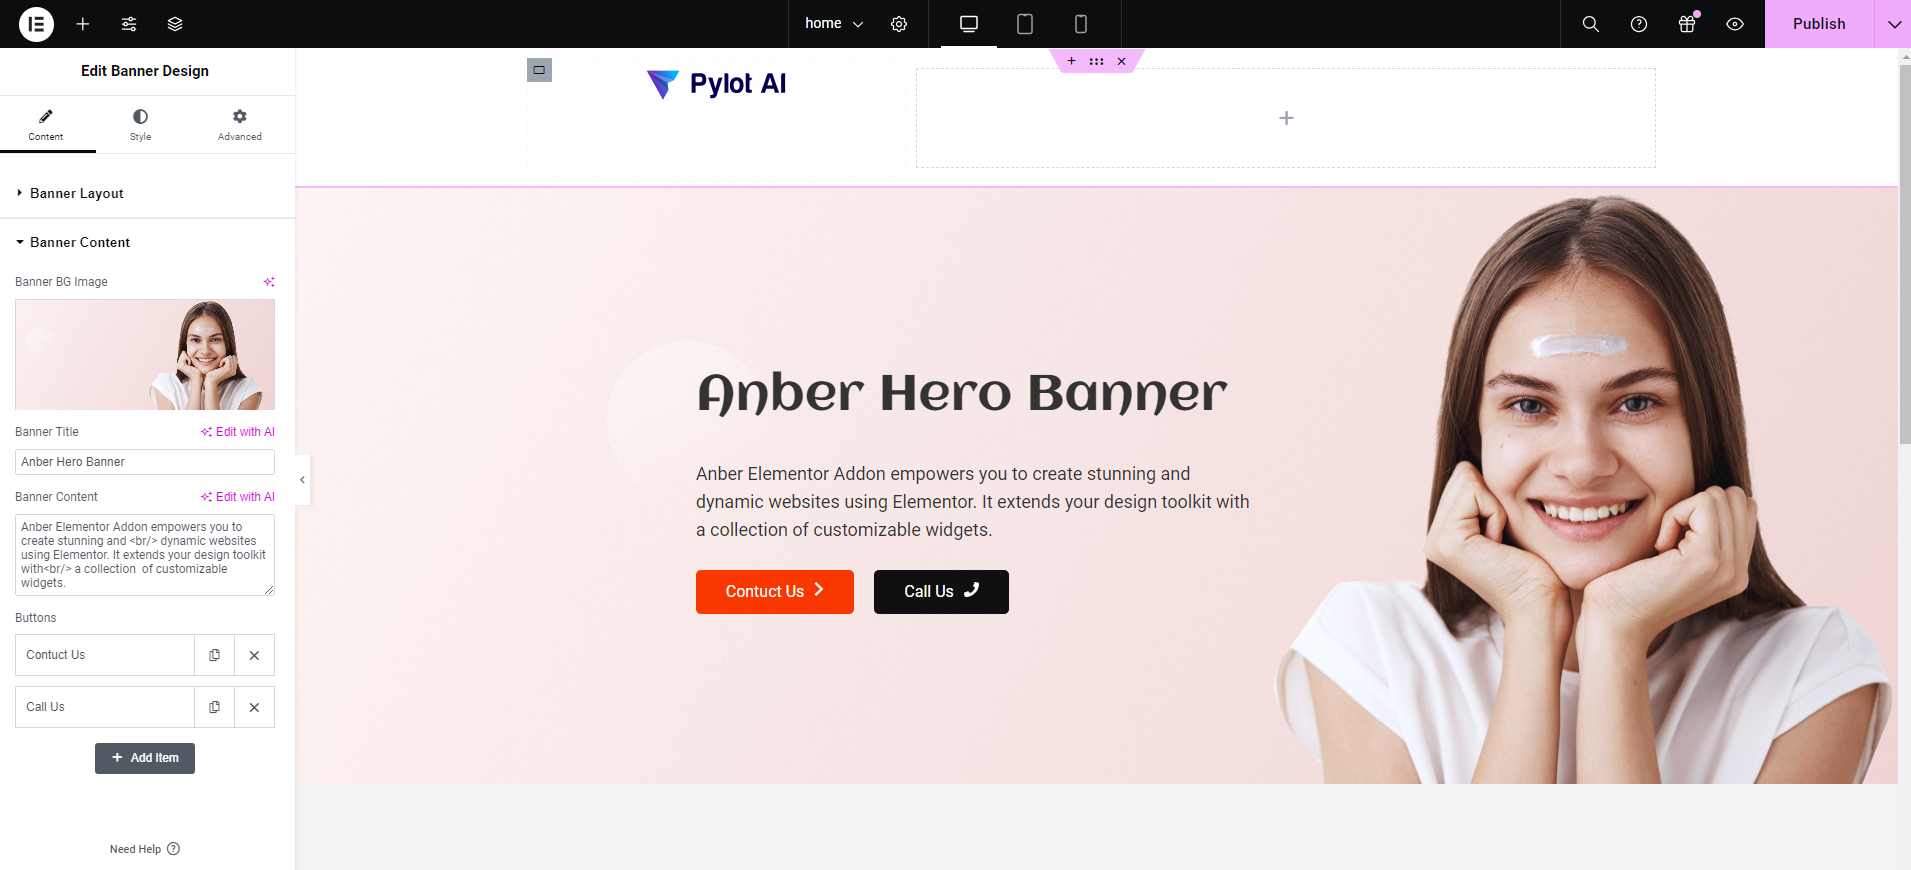 home
Publish
Edit Banner Design
Content
Style
Advanced
Banner Layout
Banner Content
Banner BG Image
Banner Title
Edit with AI
Anber Hero Banner
Banner Content
Edit with AI
Anber Elementor Addon empowers you to
create stunning and <br/> dynamic websites
using Elementor. It extends your design toolkit
with<br/> a collection  of customizable
widgets.
Buttons
Contuct Us
Call Us
+ Add Item
Need Help
Pylot AI
Anber Hero Banner
Anber Elementor Addon empowers you to create stunning and
dynamic websites using Elementor. It extends your design toolkit with
a collection of customizable widgets.
Contuct Us
Call Us